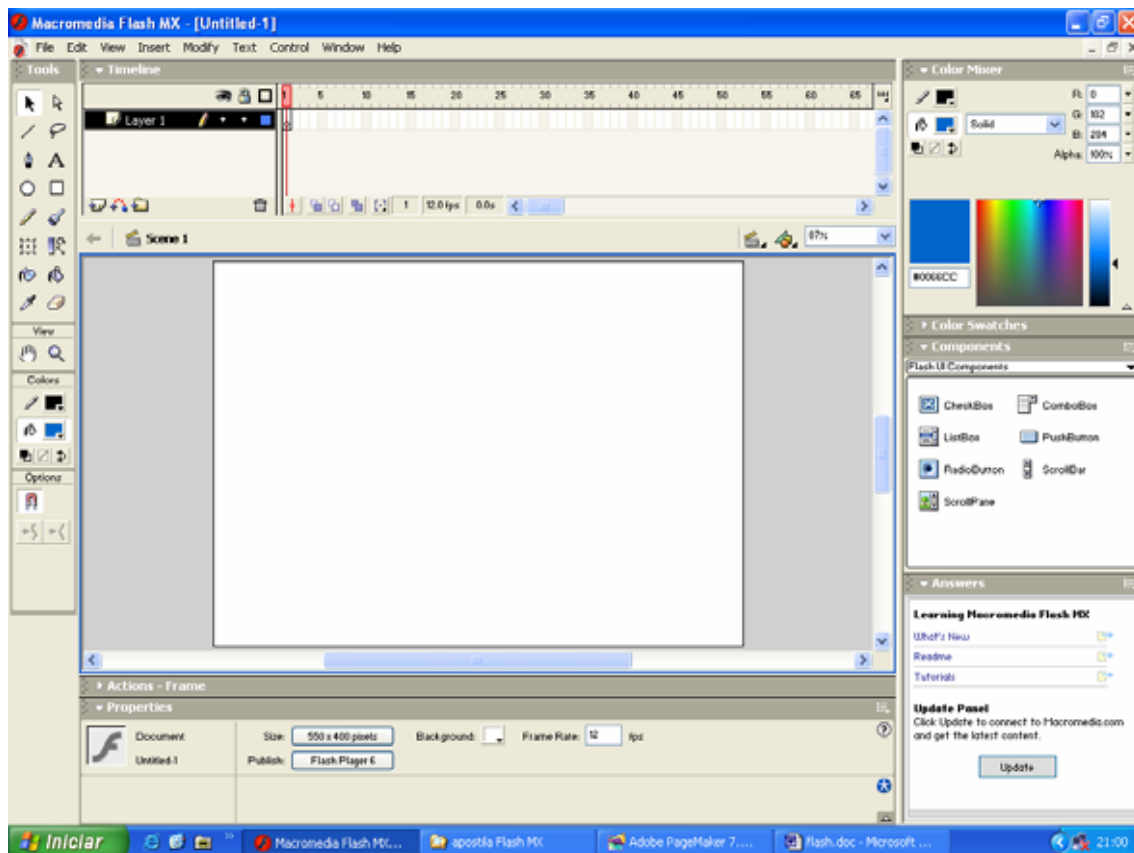 Macromedia Flash MX - [Untitled-1]
File Edit View Insert Modify Text Control Window Help
Tools
Timeline
1 5 10 15 20 25 30 35 40 45 50 55 60 65
Layer 1
1 12.0 fps 0.0s
Scene 1
87%
View
Colors
Options
Color Mixer
R: 0
Solid
G: 102
B: 204
Alpha: 100%
#0066CC
Color Swatches
Components
Flash UI Components
CheckBox ComboBox
ListBox PushButton
RadioButton ScrollBar
ScrollPane
Answers
Learning Macromedia Flash MX
What's New
Readme
Tutorials
Update Panel
Click Update to connect to Macromedia.com
and get the latest content.
Update
Actions - Frame
Properties
Document Size: 550 x 400 pixels Background: Frame Rate: 12 fps
Untitled-1 Publish: Flash Player 6
Iniciar Macromedia Flash MX... apostila Flash MX Adobe PageMaker 7.... flash.doc - Microsoft ... 21:00